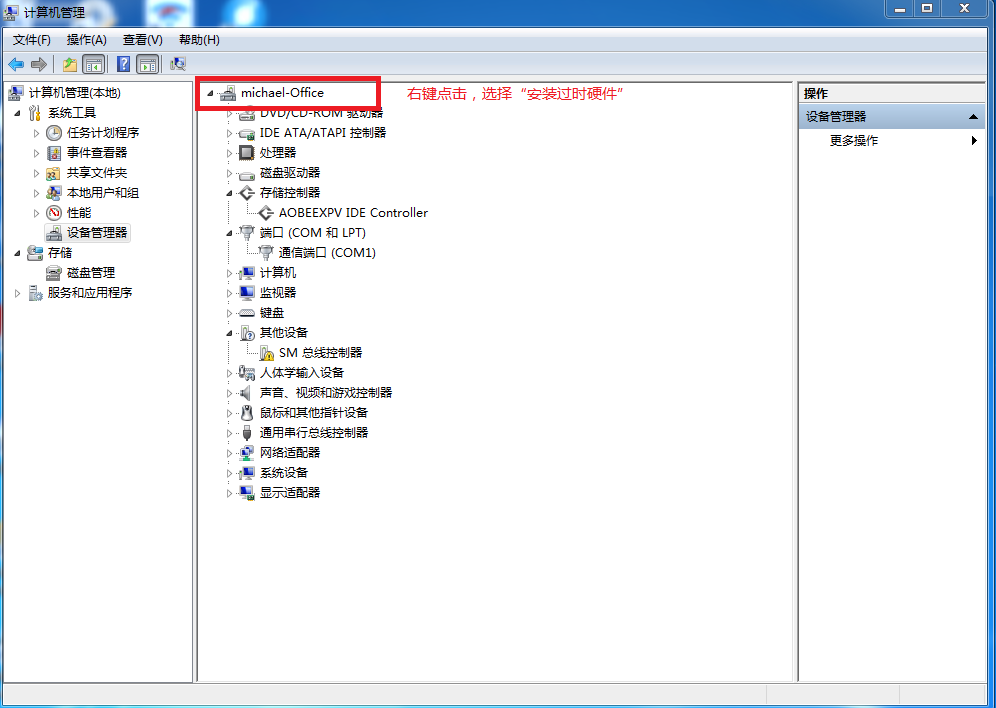 计算机管理
文件(F) 操作(A) 查看(V) 帮助(H)
计算机管理(本地)
系统工具
任务计划程序
事件查看器
共享文件夹
本地用户和组
性能
设备管理器
存储
磁盘管理
服务和应用程序
michael-Office
右键点击，选择“安装过时硬件”
DVD/CD-ROM 驱动器
IDE ATA/ATAPI 控制器
处理器
磁盘驱动器
存储控制器
AOBEEXPV IDE Controller
端口 (COM 和 LPT)
通信端口 (COM1)
计算机
监视器
键盘
其他设备
SM 总线控制器
人体学输入设备
声音、视频和游戏控制器
鼠标和其他指针设备
通用串行总线控制器
网络适配器
系统设备
显示适配器
操作
设备管理器
更多操作